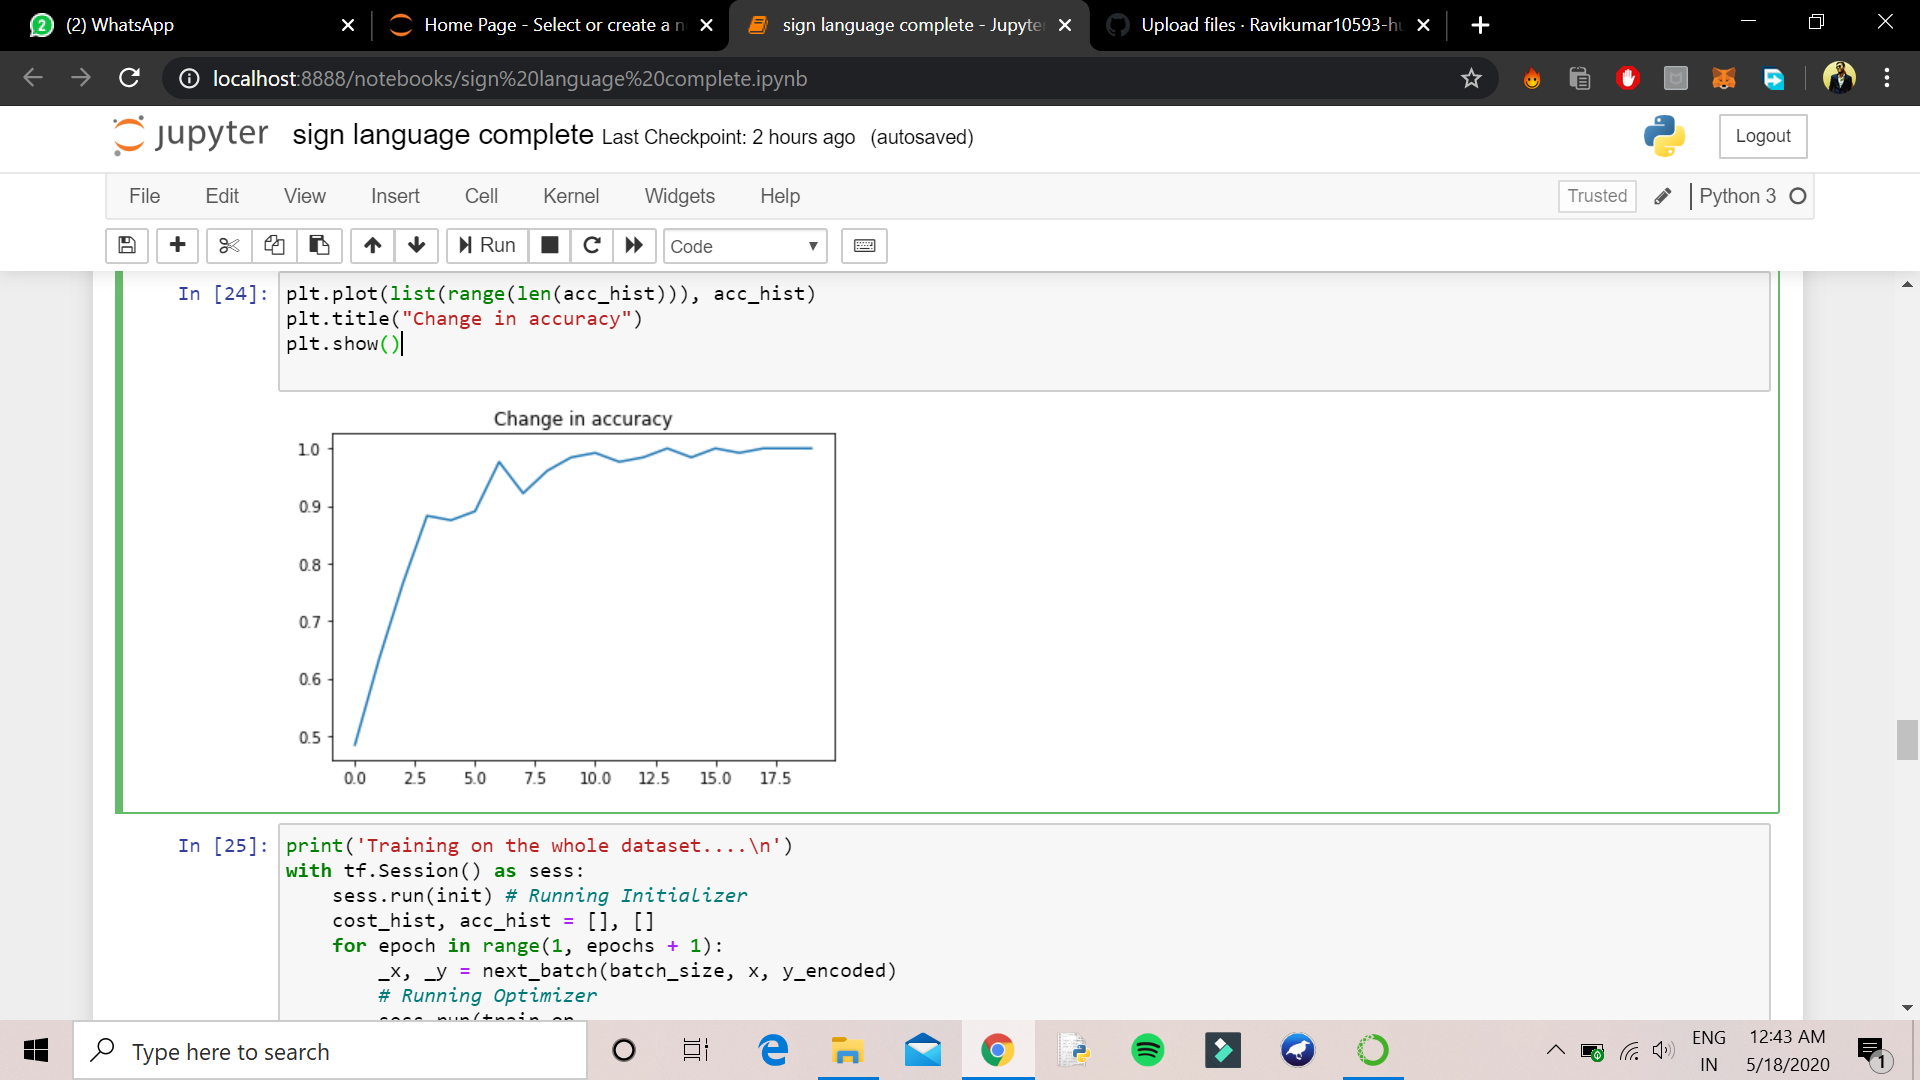 2 (2) WhatsApp
Home Page - Select or create a n
sign language complete - Jupyte
Upload files · Ravikumar10593-h
localhost:8888/notebooks/sign%20language%20complete.ipynb
jupyter sign language complete Last Checkpoint: 2 hours ago (autosaved)
Logout
File Edit View Insert Cell Kernel Widgets Help
Trusted Python 3
Run Code
In [24]: plt.plot(list(range(len(acc_hist))), acc_hist)
plt.title("Change in accuracy")
plt.show()
Change in accuracy
1.0
0.9
0.8
0.7
0.6
0.5
0.0 2.5 5.0 7.5 10.0 12.5 15.0 17.5
In [25]: print('Training on the whole dataset....\n')
with tf.Session() as sess:
sess.run(init) # Running Initializer
cost_hist, acc_hist = [], []
for epoch in range(1, epochs + 1):
_x, _y = next_batch(batch_size, x, y_encoded)
# Running Optimizer
sess.run(train_op
Type here to search
ENG
IN
12:43 AM
5/18/2020
1